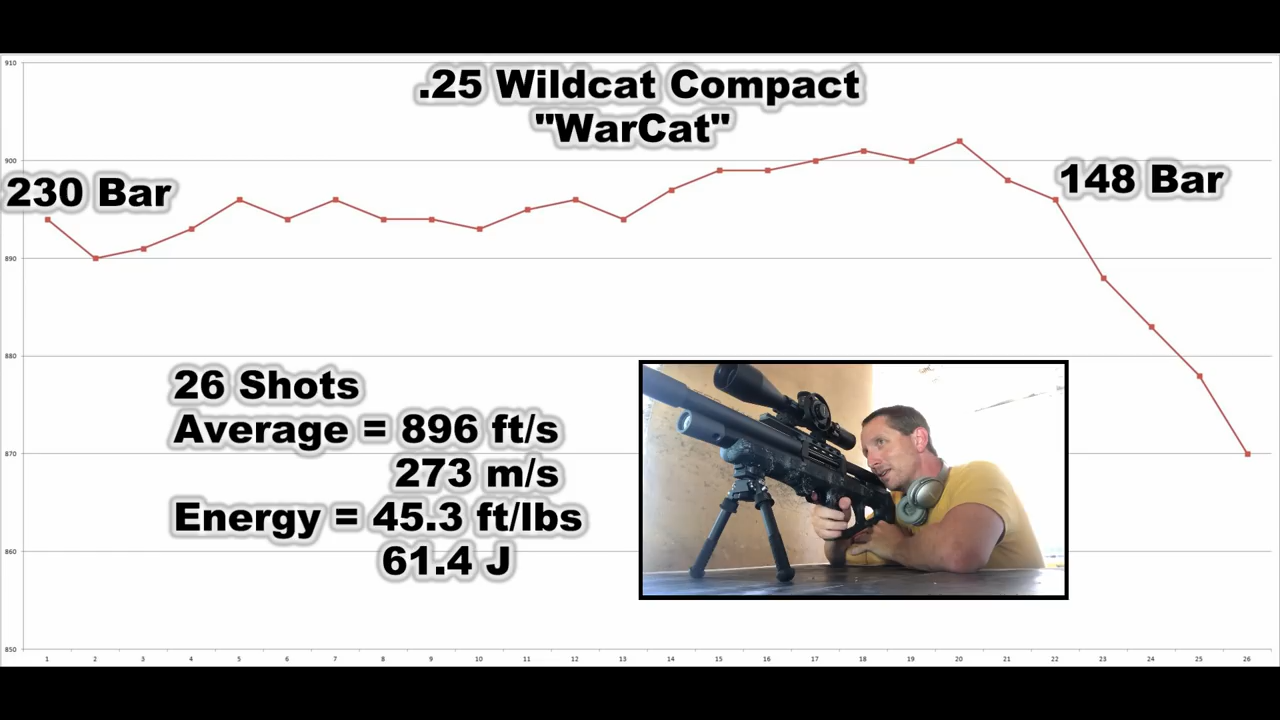 910
.25 Wildcat Compact
"WarCat"
900
230 Bar
148 Bar
890
880
26 Shots
Average = 896 ft/s
273 m/s
870
Energy = 45.3 ft/lbs
61.4 J
860
850
1 2 3 4 5 6 7 8 9 10 11 12 13 14 15 16 17 18 19 20 21 22 23 24 25 26